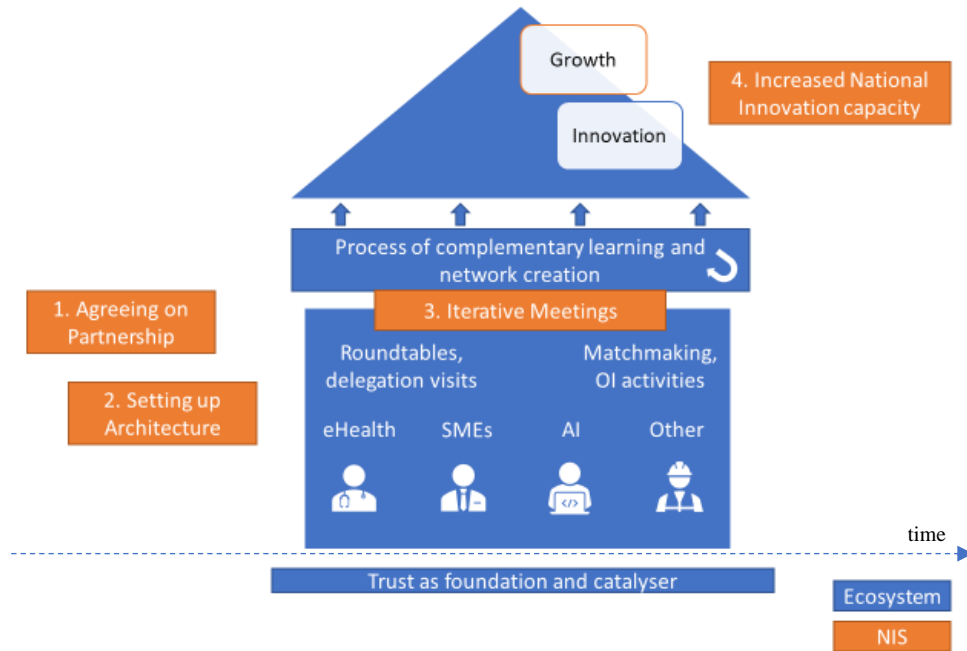 Growth
4. Increased National
Innovation capacity
Innovation
Process of complementary learning and
network creation
1. Agreeing on
Partnership
3. Iterative Meetings
Roundtables,
delegation visits
Matchmaking,
OI activities
2. Setting up
Architecture
eHealth
SMEs
AI
Other
</>
time
Trust as foundation and catalyser
Ecosystem
NIS